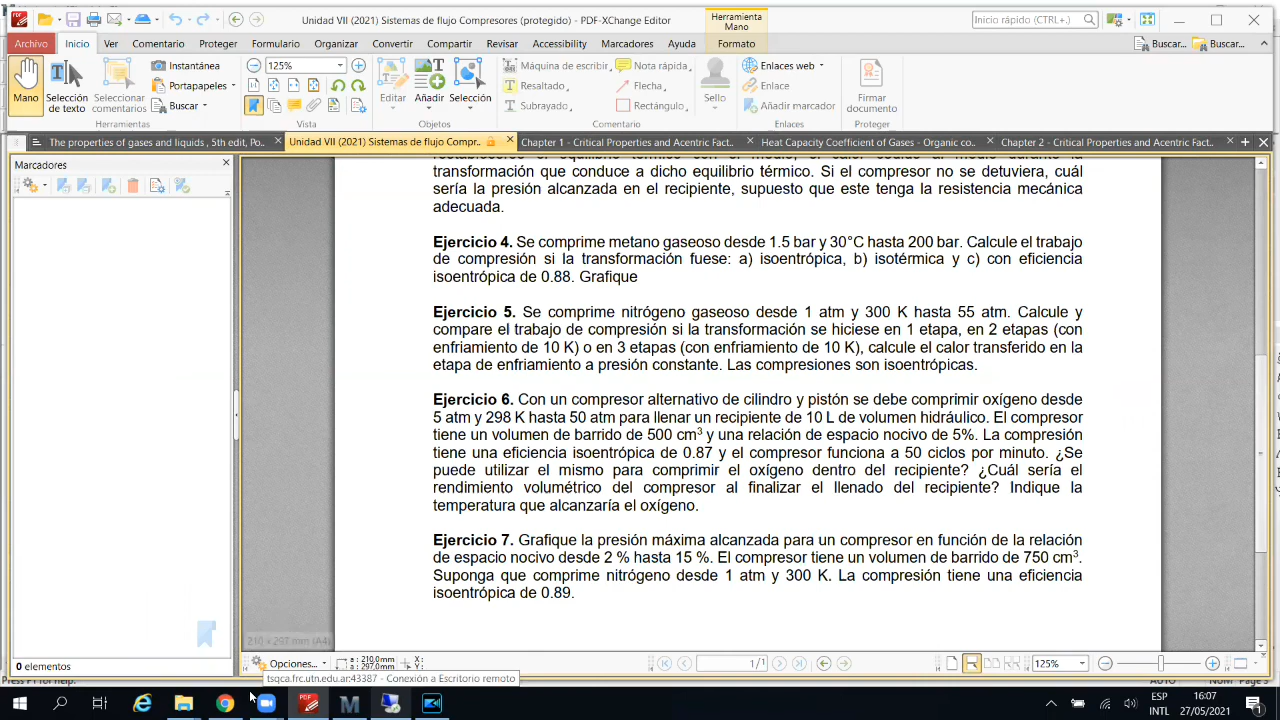 Unidad VII (2021) Sistemas de flujo Compresores (protegido) - PDF-XChange Editor
Herramienta
Mano
Inicio rápido (CTRL+,)
Archivo Inicio Ver Comentario Proteger Formulario Organizar Convertir Compartir Revisar Accessibility Marcadores Ayuda Formato Buscar... Buscar...
Mano
Selección de texto
Seleccionar comentarios
Instantánea
Portapapeles
Buscar
Herramientas
125%
Vista
Editar
Añadir
Selección
Objetos
Máquina de escribir
Resaltado
Subrayado
Nota rápida
Flecha
Rectángulo
Comentario
Sello
Enlaces web
Enlace
Añadir marcador
Enlaces
Firmar documento
Proteger
The properties of gases and liquids , 5th edit, Po..
Unidad VII (2021) Sistemas de flujo Compr..
Chapter 1 - Critical Properties and Acentric Fact..
Heat Capacity Coefficient of Gases - Organic co..
Chapter 2 - Critical Properties and Acentric Fact..
Marcadores
transformación que conduce a dicho equilibrio térmico. Si el compresor no se detuviera, cuál
sería la presión alcanzada en el recipiente, supuesto que este tenga la resistencia mecánica
adecuada.
Ejercicio 4. Se comprime metano gaseoso desde 1.5 bar y 30°C hasta 200 bar. Calcule el trabajo
de compresión si la transformación fuese: a) isoentrópica, b) isotérmica y c) con eficiencia
isoentrópica de 0.88. Grafique
Ejercicio 5. Se comprime nitrógeno gaseoso desde 1 atm y 300 K hasta 55 atm. Calcule y
compare el trabajo de compresión si la transformación se hiciese en 1 etapa, en 2 etapas (con
enfriamiento de 10 K) o en 3 etapas (con enfriamiento de 10 K), calcule el calor transferido en la
etapa de enfriamiento a presión constante. Las compresiones son isoentrópicas.
Ejercicio 6. Con un compresor alternativo de cilindro y pistón se debe comprimir oxígeno desde
5 atm y 298 K hasta 50 atm para llenar un recipiente de 10 L de volumen hidráulico. El compresor
tiene un volumen de barrido de 500 cm³ y una relación de espacio nocivo de 5%. La compresión
tiene una eficiencia isoentrópica de 0.87 y el compresor funciona a 50 ciclos por minuto. ¿Se
puede utilizar el mismo para comprimir el oxígeno dentro del recipiente? ¿Cuál sería el
rendimiento volumétrico del compresor al finalizar el llenado del recipiente? Indique la
temperatura que alcanzaría el oxígeno.
Ejercicio 7. Grafique la presión máxima alcanzada para un compresor en función de la relación
de espacio nocivo desde 2 % hasta 15 %. El compresor tiene un volumen de barrido de 750 cm³.
Suponga que comprime nitrógeno desde 1 atm y 300 K. La compresión tiene una eficiencia
isoentrópica de 0.89.
210 x 297 mm (A4)
0 elementos
Opciones...
a : 210.0mm
a: 297.0mm
X:
Y:
1/1
125%
tsqca.frc.utn.edu.ar:43387 - Conexión a Escritorio remoto
ESP
INTL
16:07
27/05/2021